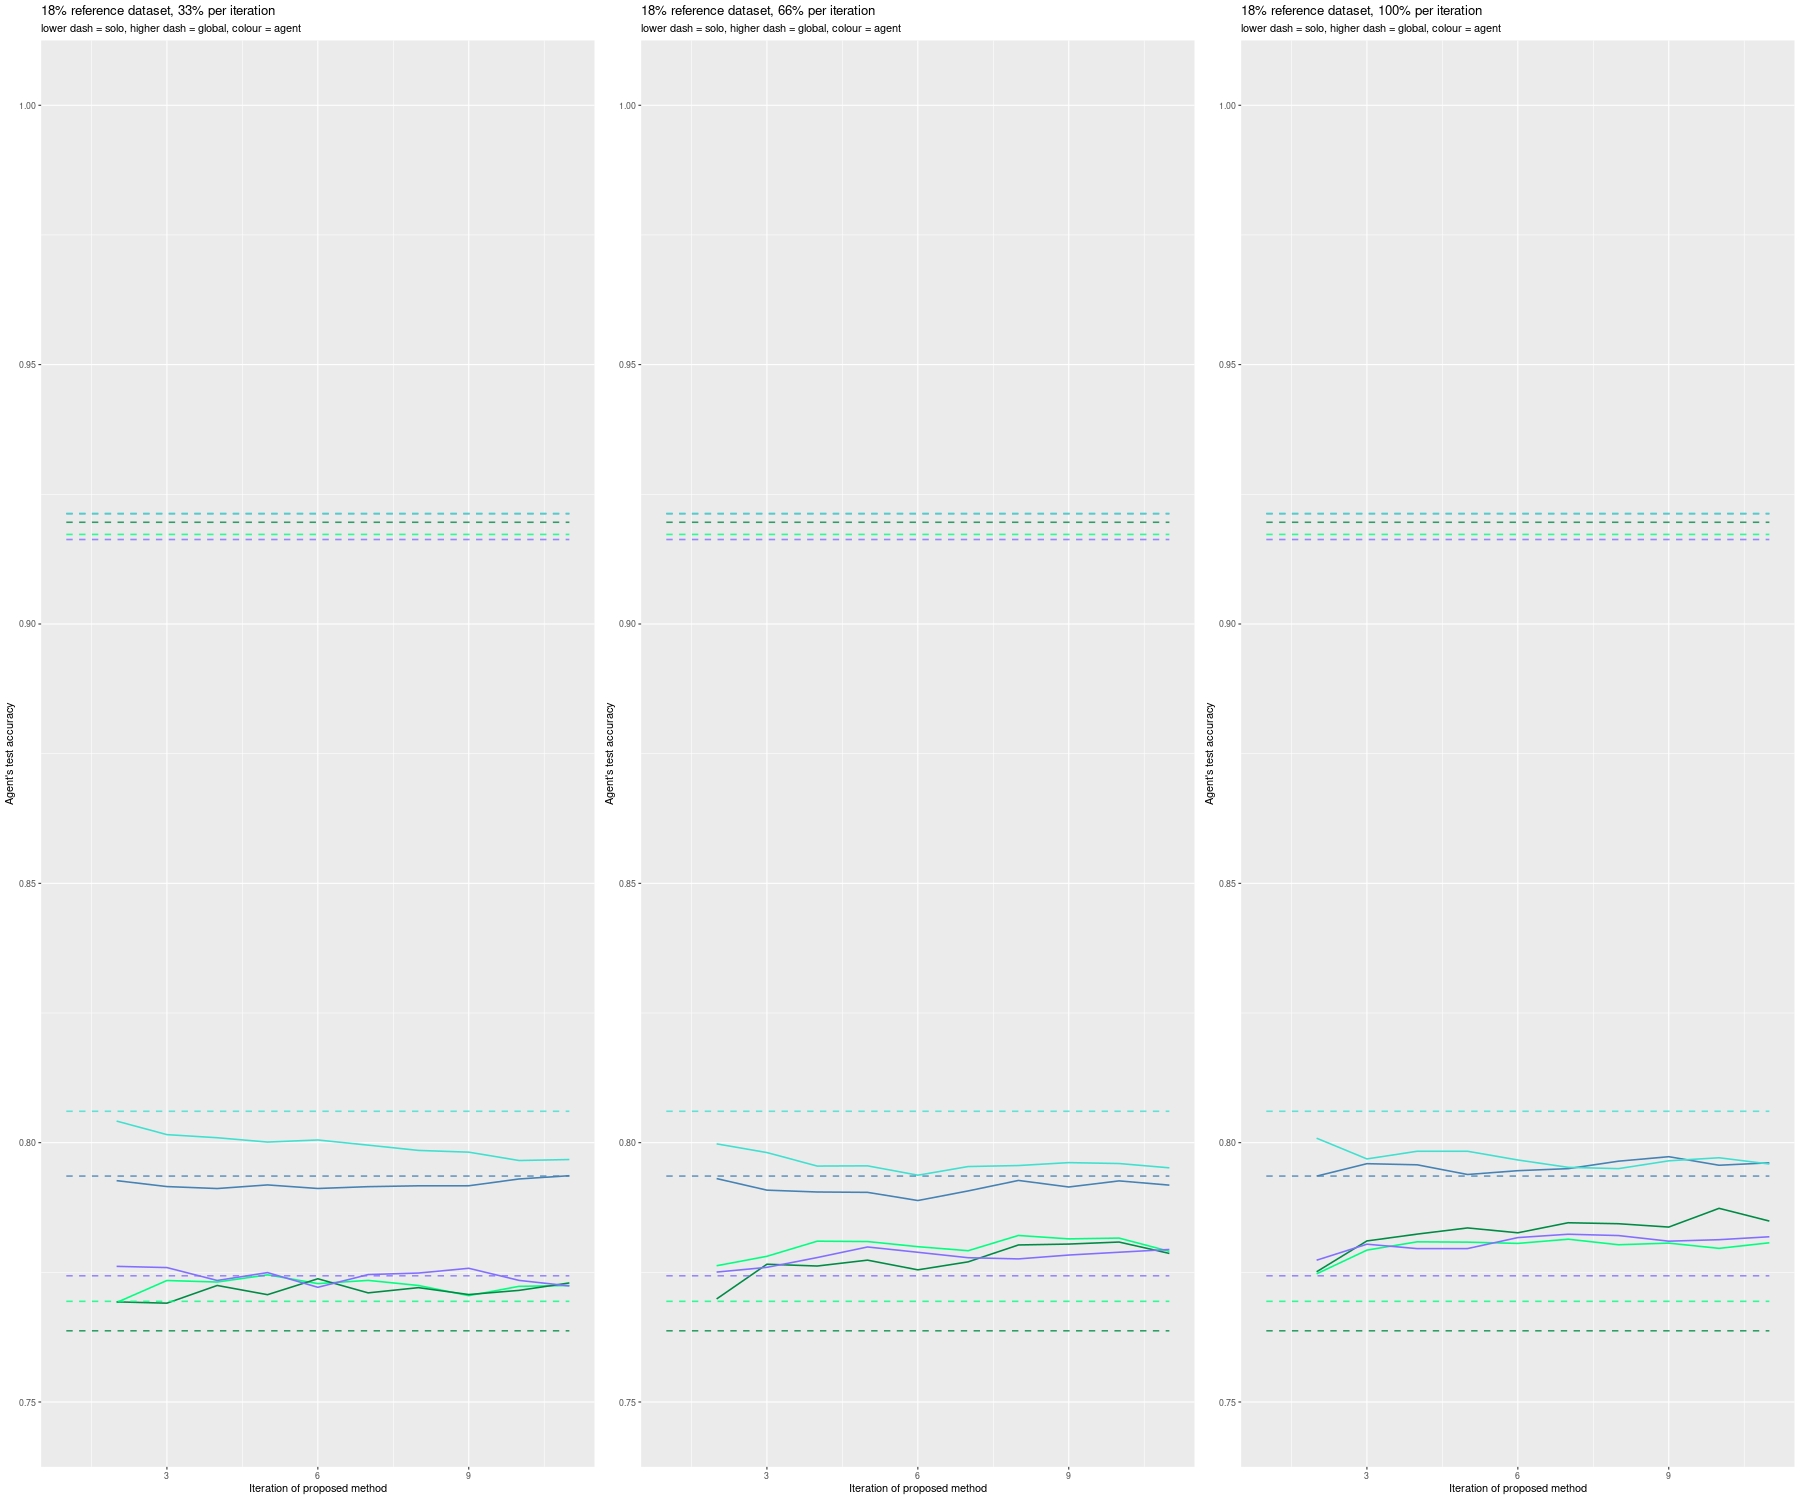 18% reference dataset, 33% per iteration
lower dash = solo, higher dash = global, colour = agent
1.00
0.95
0.90
0.85
0.80
0.75
Agent's test accuracy
3
6
9
Iteration of proposed method
18% reference dataset, 66% per iteration
lower dash = solo, higher dash = global, colour = agent
1.00
0.95
0.90
0.85
0.80
0.75
Agent's test accuracy
3
6
9
Iteration of proposed method
18% reference dataset, 100% per iteration
lower dash = solo, higher dash = global, colour = agent
1.00
0.95
0.90
0.85
0.80
0.75
Agent's test accuracy
3
6
9
Iteration of proposed method